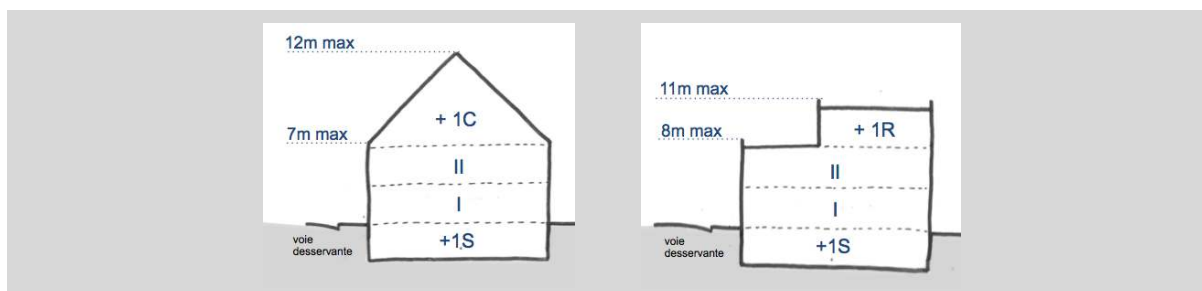 12m max
+ 1C
7m max
II
I
+1S
voie
desservante
11m max
+ 1R
8m max
II
I
+1S
voie
desservante